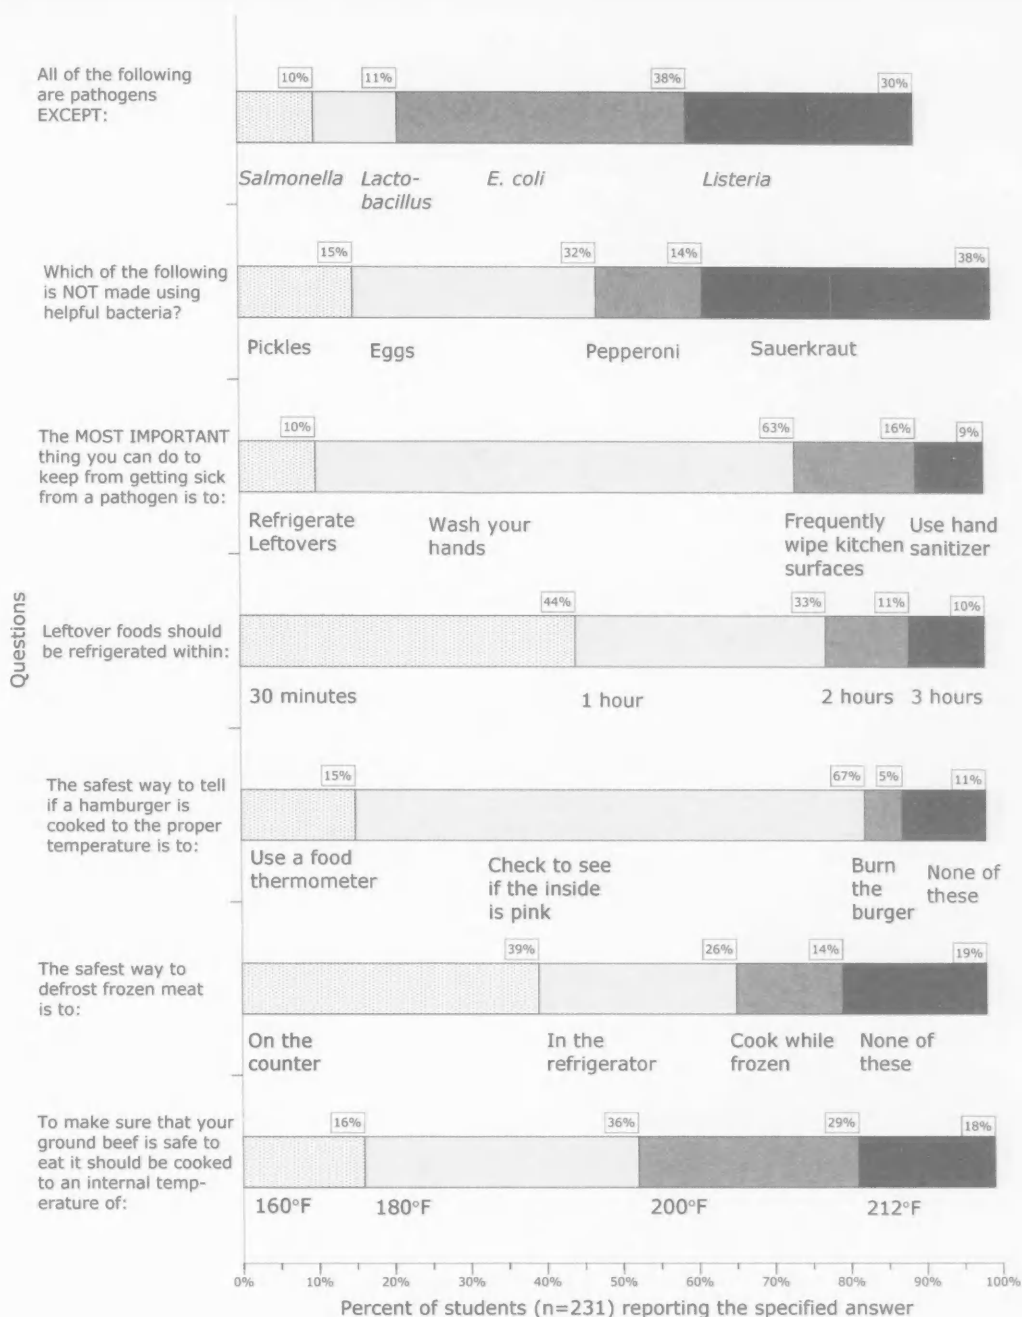 All of the following
are pathogens
EXCEPT:
10%
11%
38%
30%
Salmonella
Lacto-
bacillus
E. coli
Listeria
Which of the following
is NOT made using
helpful bacteria?
15%
32%
14%
38%
Pickles
Eggs
Pepperoni
Sauerkraut
The MOST IMPORTANT
thing you can do to
keep from getting sick
from a pathogen is to:
10%
63%
16%
9%
Refrigerate
Leftovers
Wash your
hands
Frequently
wipe kitchen
surfaces
Use hand
sanitizer
Questions
Leftover foods should
be refrigerated within:
44%
33%
11%
10%
30 minutes
1 hour
2 hours
3 hours
The safest way to tell
if a hamburger is
cooked to the proper
temperature is to:
15%
67%
5%
11%
Use a food
thermometer
Check to see
if the inside
is pink
Burn
the
burger
None of
these
The safest way to
defrost frozen meat
is to:
39%
26%
14%
19%
On the
counter
In the
refrigerator
Cook while
frozen
None of
these
To make sure that your
ground beef is safe to
eat it should be cooked
to an internal temp-
erature of:
16%
36%
29%
18%
160°F
180°F
200°F
212°F
0% 10% 20% 30% 40% 50% 60% 70% 80% 90% 100%
Percent of students (n=231) reporting the specified answer